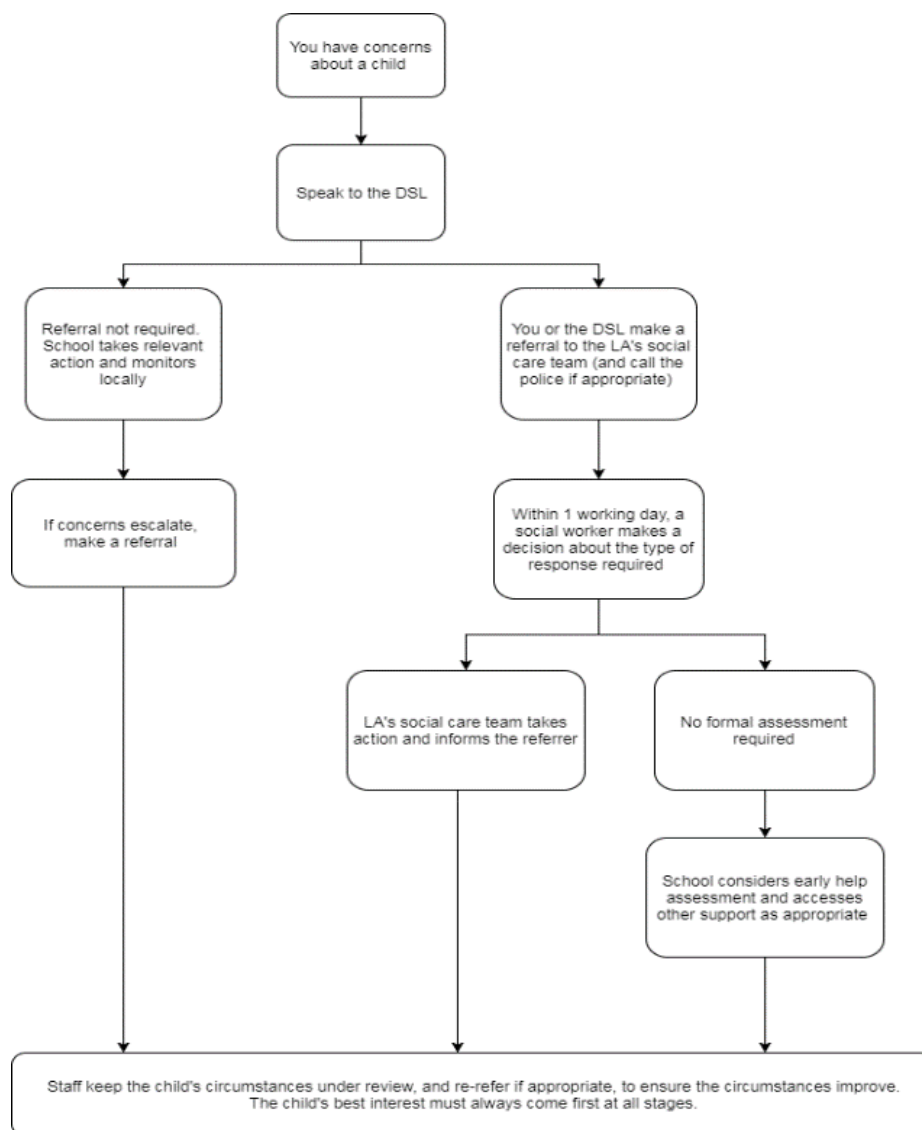 You have concerns
about a child
Speak to the DSL
Referral not required.
School takes relevant
action and monitors
locally
You or the DSL make a
referral to the LA's social
care team (and call the
police if appropriate)
If concerns escalate,
make a referral
Within 1 working day, a
social worker makes a
decision about the type of
response required
LA's social care team takes
action and informs the referrer
No formal assessment
required
School considers early help
assessment and accesses
other support as appropriate
Staff keep the child's circumstances under review, and re-refer if appropriate, to ensure the circumstances improve.
The child's best interest must always come first at all stages.